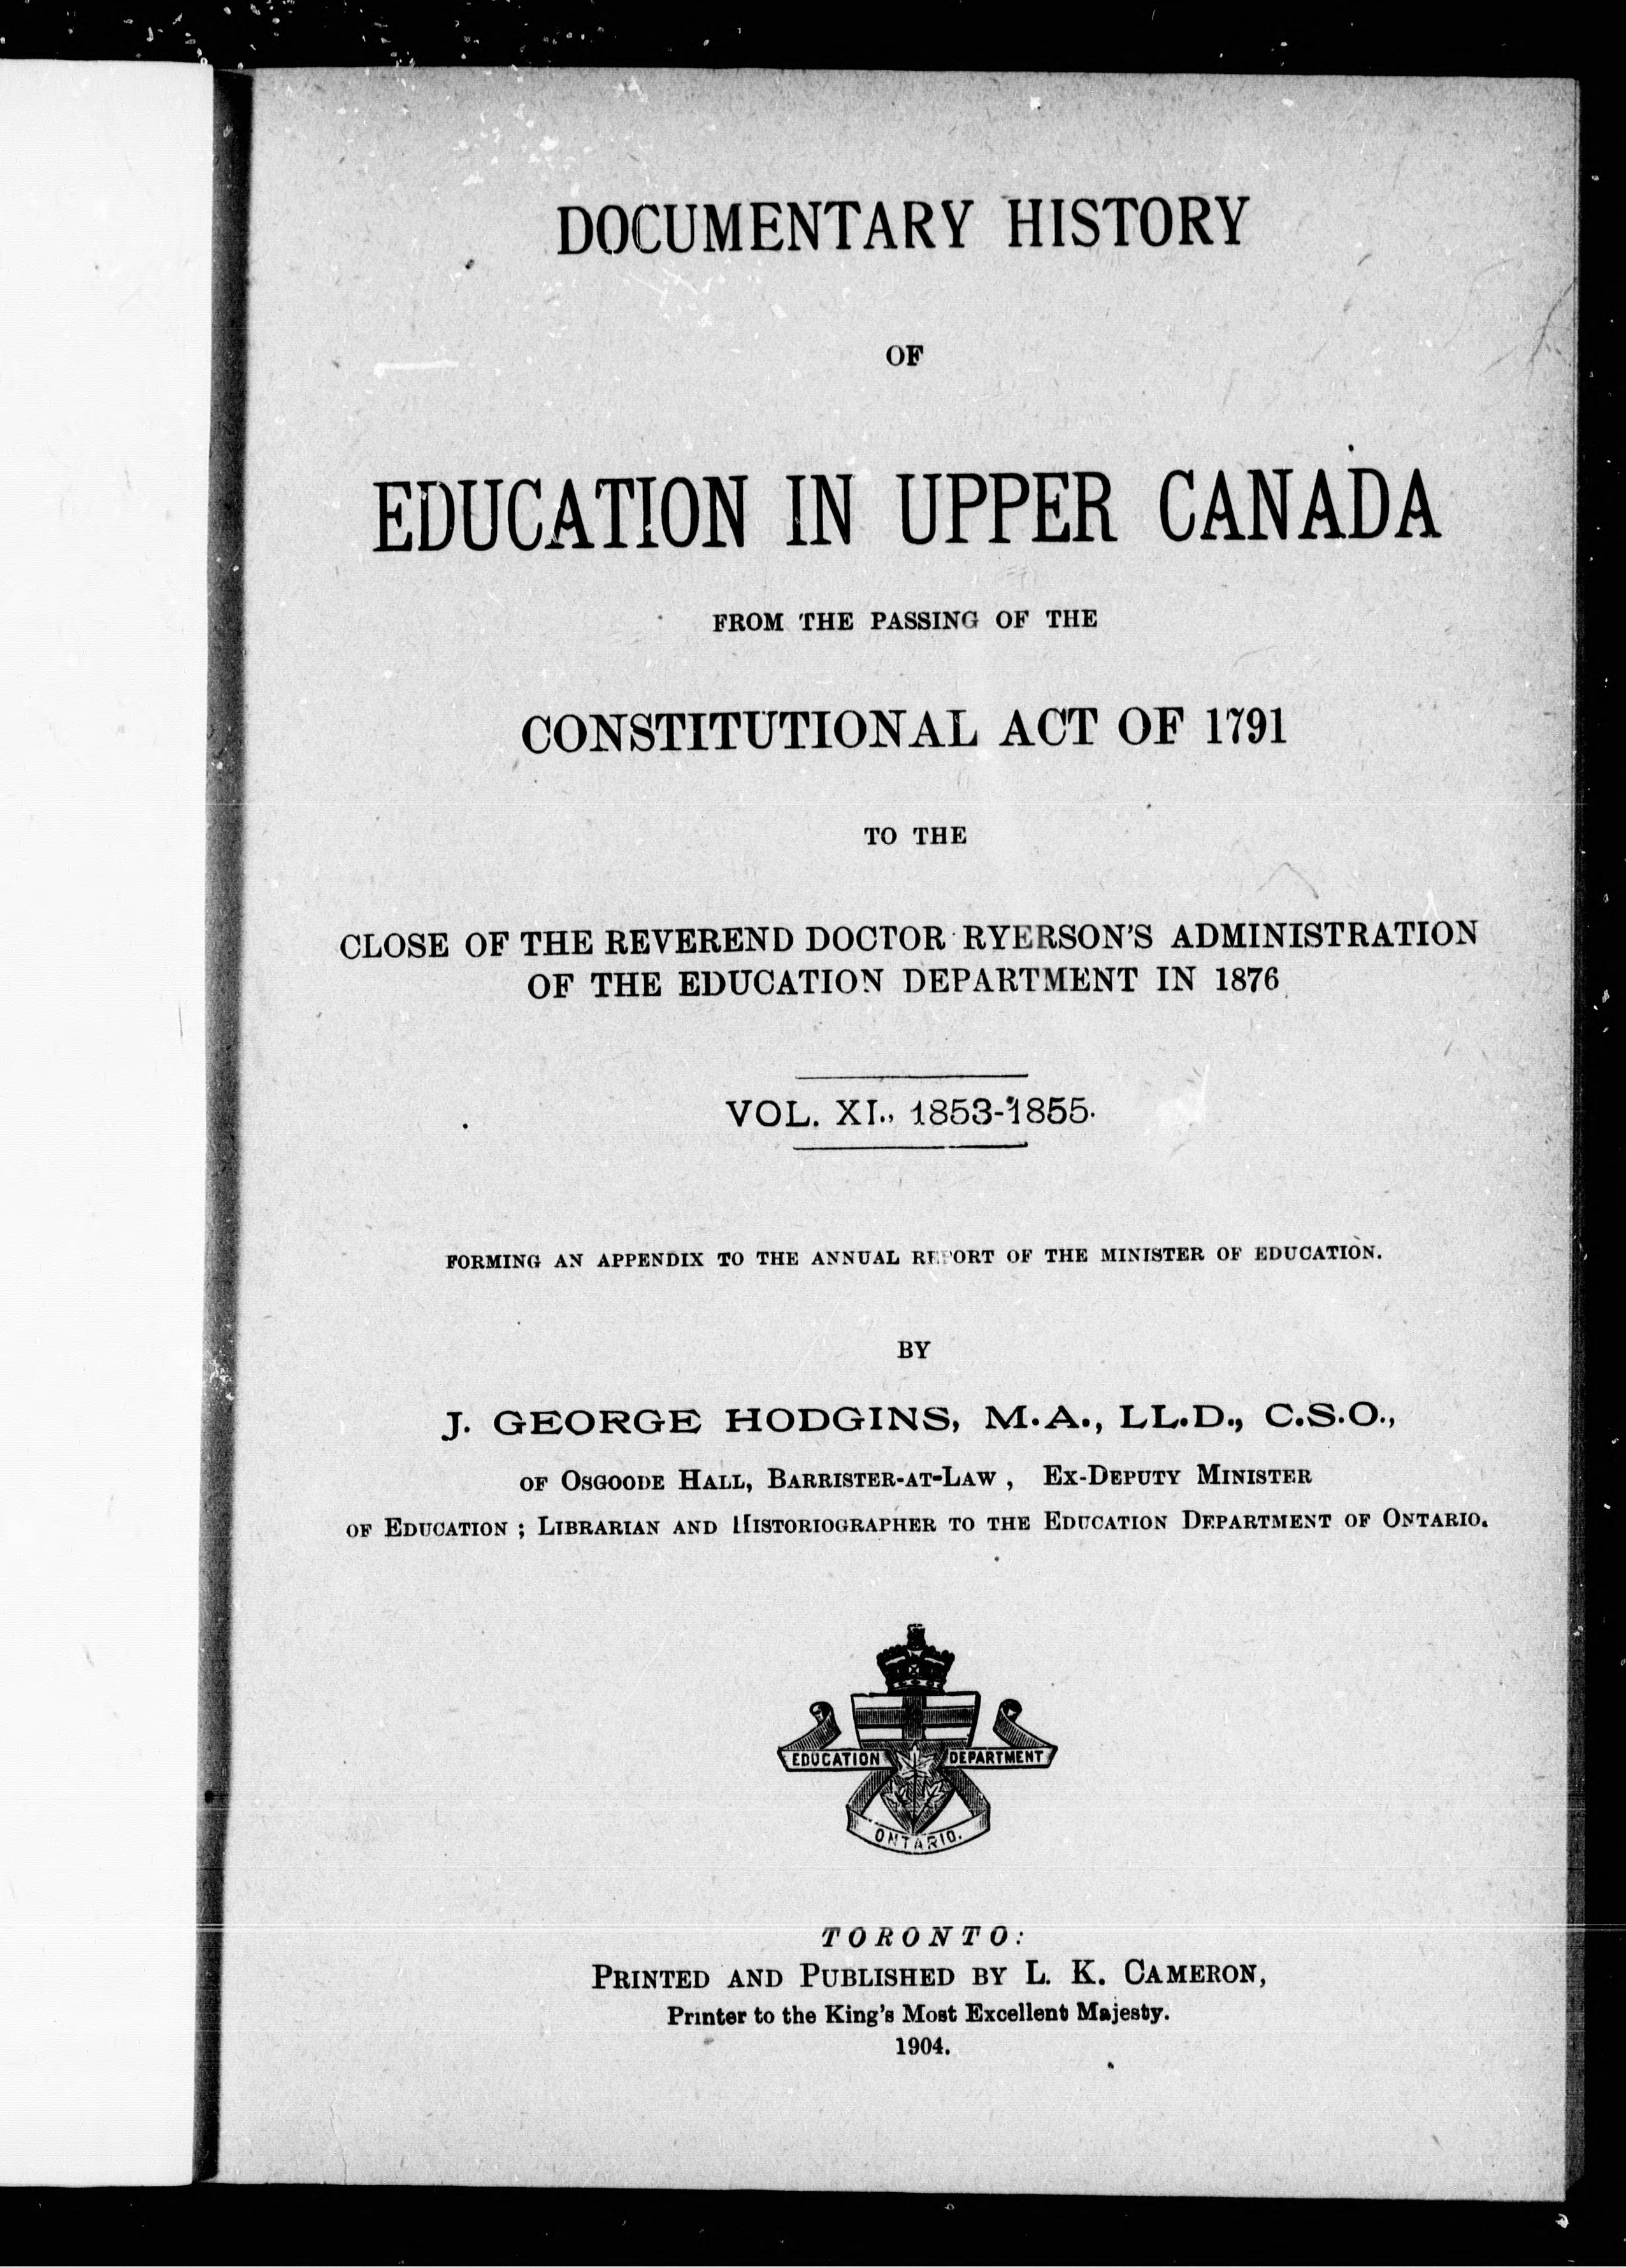 DOCUMENTARY HISTORY
OF
EDUCATION IN UPPER CANADA
FROM THE PASSING OF THE
CONSTITUTIONAL ACT OF 1791
TO THE
CLOSE OF THE REVEREND DOCTOR RYERSON'S ADMINISTRATION
OF THE EDUCATION DEPARTMENT IN 1876
VOL. XI., 1853-1855.
FORMING AN APPENDIX TO THE ANNUAL REPORT OF THE MINISTER OF EDUCATION.
BY
J. GEORGE HODGINS, M.A., LL.D., C.S.O.,
OF OSGOODE HALL, BARRISTER-AT-LAW, EX-DEPUTY MINISTER
OF EDUCATION; LIBRARIAN AND HISTORIOGRAPHER TO THE EDUCATION DEPARTMENT OF ONTARIO.
EDUCATION DEPARTMENT
ONTARIO.
TORONTO:
PRINTED AND PUBLISHED BY L. K. CAMERON,
Printer to the King's Most Excellent Majesty.
1904.